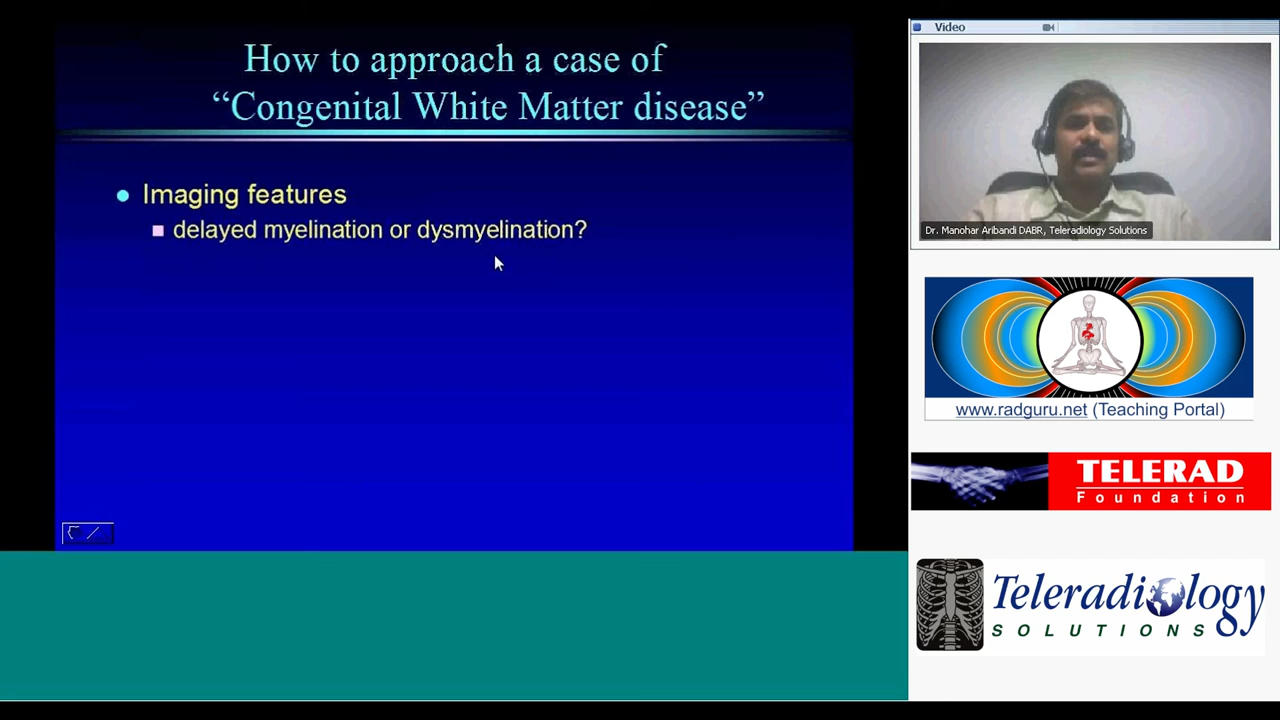 How to approach a case of
“Congenital White Matter disease”
Imaging features
delayed myelination or dysmyelination?
Video
Dr. Manohar Aribandi DABR, Teleradiology Solutions
www.radguru.net (Teaching Portal)
TELERAD
Foundation
Teleradiology
SOLUTIONS